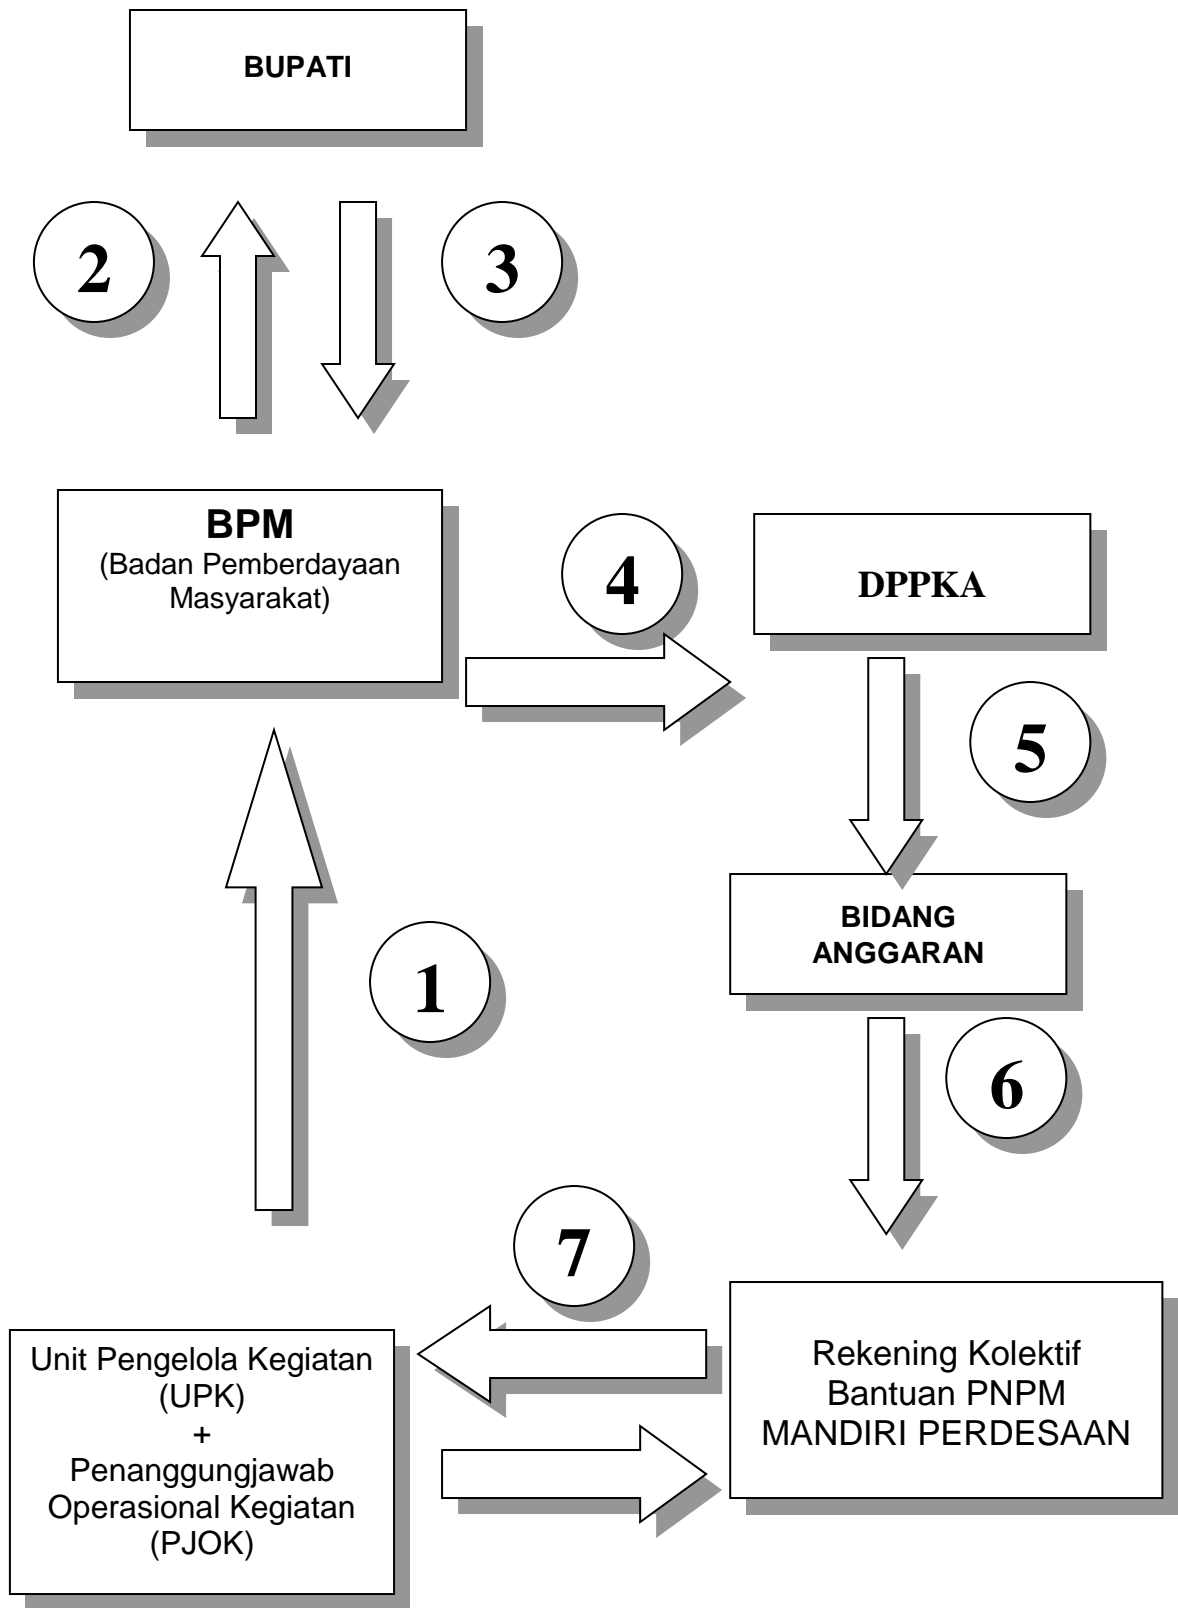 BUPATI
2
3
BPM
(Badan Pemberdayaan
Masyarakat)
4
DPPKA
5
BIDANG
ANGGARAN
1
6
7
Unit Pengelola Kegiatan
(UPK)
+
Penanggungjawab
Operasional Kegiatan
(PJOK)
Rekening Kolektif
Bantuan PNPM
MANDIRI PERDESAAN